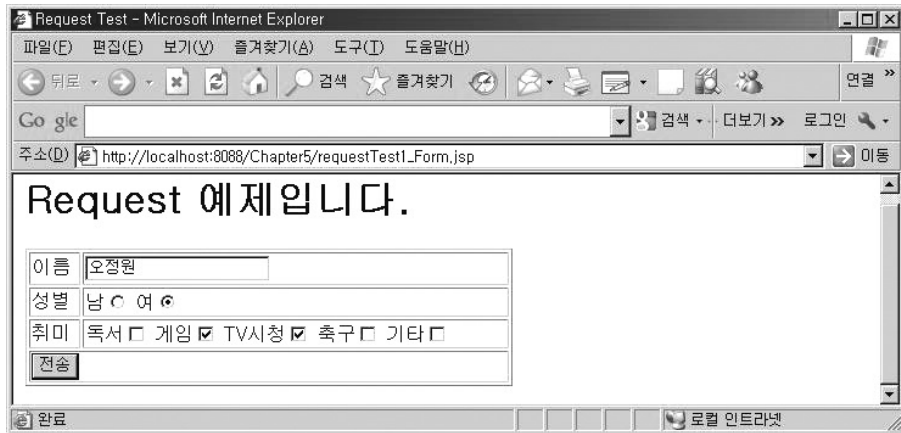 Request Test - Microsoft Internet Explorer
파일(F) 편집(E) 보기(V) 즐겨찾기(A) 도구(T) 도움말(H)
뒤로 검색 즐겨찾기 연결 »
Go gle 검색 더보기 » 로그인
주소(D) http://localhost:8088/Chapter5/requestTest1_Form.jsp 이동
Request 예제입니다.
이름 오정원
성별 남 여
취미 독서 게임 TV시청 축구 기타
전송
완료 로컬 인트라넷